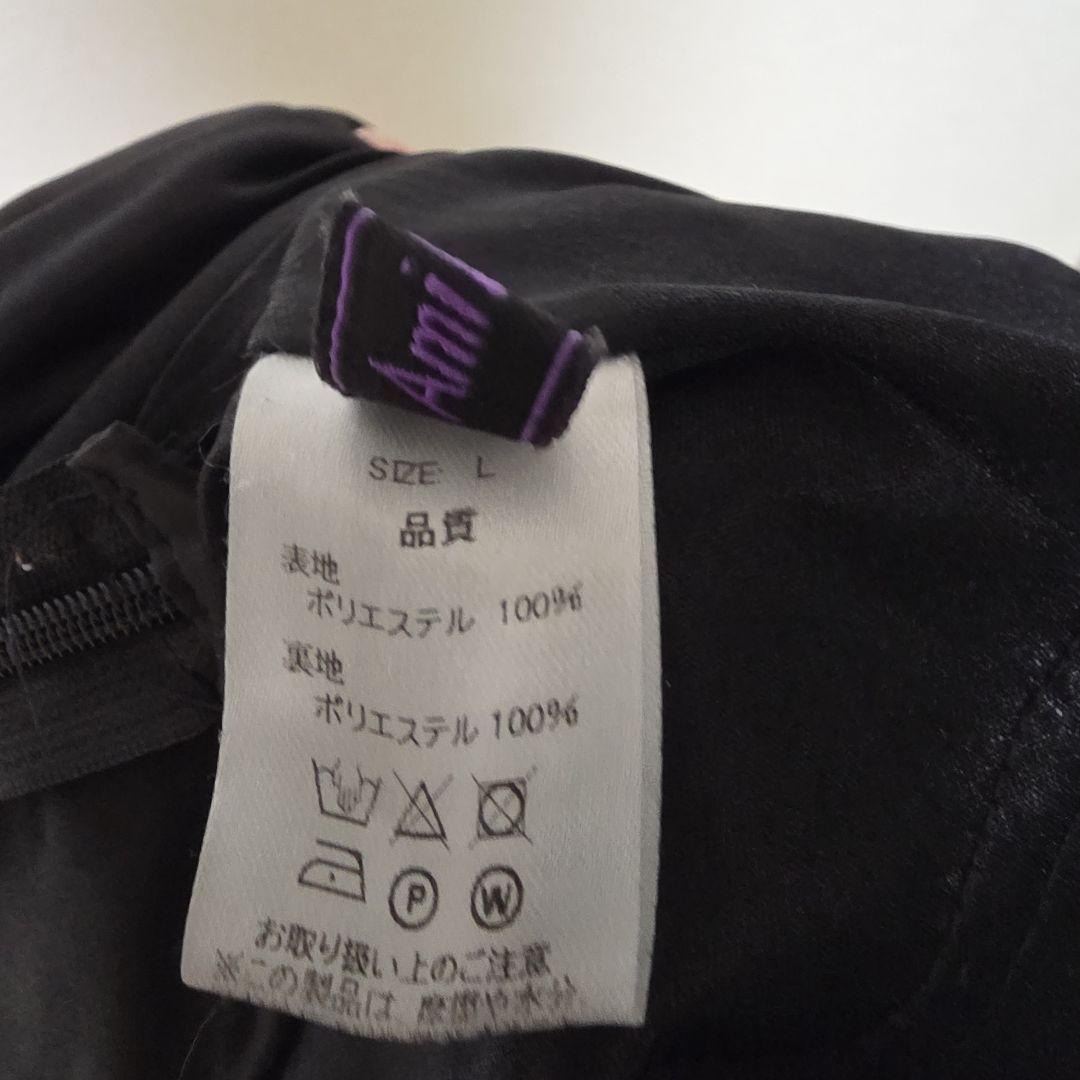 Ami
SIZE: L
品質
表地
ポリエステル 100%
裏地
ポリエステル 100%
P W
お取り扱い上のご注意
※この製品は 摩擦や水分